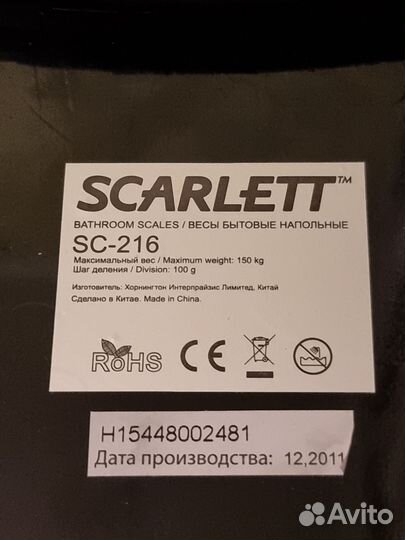 SCARLETT™
BATHROOM SCALES / ВЕСЫ БЫТОВЫЕ НАПОЛЬНЫЕ
SC-216
Максимальный вес / Maximum weight: 150 kg
Шаг деления / Division: 100 g
Изготовитель: Хорнингтон Интерпрайзис Лимитед, Китай
Сделано в Китае. Made in China.
RoHS CE
H15448002481
Дата производства: 12,2011
Avito